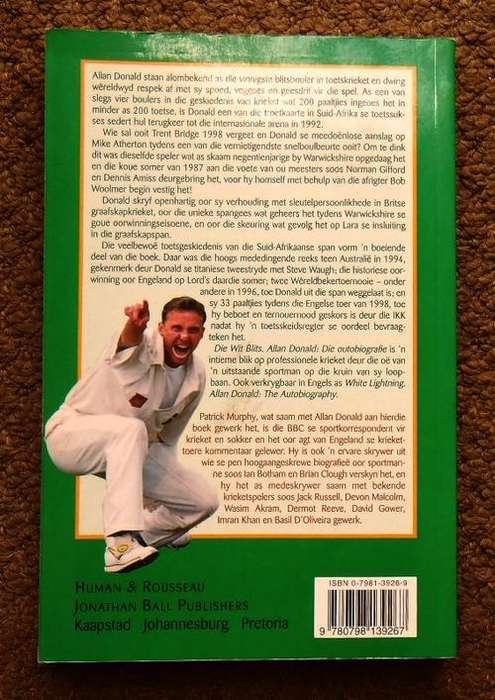 Allan Donald staan alombekend as die vinnigste blitsbouler in toetskrieket en dwing
wêreldwyd respek af met sy spoed, vegeees en geesdrif vir die spel. As een van
slegs vier boulers in die geskiedenis van krieket wat 200 paaltjies ingeoes het in
minder as 200 toetse, is Donald een van die troefkaarte in Suid-Afrika se toetssuk-
ses sedert hul terugkeer tot die internasionale arena in 1992.
Wie sal ooit Trent Bridge 1998 vergeet en Donald se meedoënlose aanslag op
Mike Atherton tydens een van die vernietigendste snelboulbeurte ooit? Om te dink
dit was dieselfde speler wat as skaam negentienjarige by Warwickshire opgedaag het
en die koue somer van 1987 aan die voete van ou meesters soos Norman Gifford
en Dennis Amiss deurgebring het, voor hy homself met behulp van die afrigter Bob
Woolmer begin vestig het!
Donald skryf openhartig oor sy verhouding met sleutelpersoonlikhede in Britse
graafskapkrieket, oor die unieke spangees wat geheers het tydens Warwickshire se
goue oorwinningseisoene, en oor die skeuring wat gevolg het op Lara se insluiting
in die graafskapspan.
Die veelbewoë toetsgeskiedenis van die Suid-Afrikaanse span vorm 'n boeiende
deel van die boek. Daar was die hoogs mededingende reeks teen Australië in 1994,
gekenmerk deur Donald se titaniese tweestryde met Steve Waugh; die historiese oor-
winning oor Engeland op Lord's daardie somer; twee Wêreldbekertoernooie – onder
andere in 1996, toe Donald uit die span weggelaat is; en
sy 33 paaltjies tydens die Engelse toer van 1998, toe
hy beboet en ternouernood geskors is deur die IKK
nadat hy 'n toetsskeidsregter se oordeel bevraag-
teken het.
Die Wit Blits. Allan Donald: Die outobiografie is 'n
intieme blik op professionele krieket deur die oë van
'n uitstaande sportman op die kruin van sy loop-
baan. Ook verkrygbaar in Engels as White Lightning.
Allan Donald: The Autobiography.
Patrick Murphy, wat saam met Allan Donald aan hierdie
boek gewerk het, is die BBC se sportkorrespondent vir
krieket en sokker en het oor agt van Engeland se krieket-
toere kommentaar gelewer. Hy is ook 'n ervare skrywer uit
wie se pen hoogaangeskrewe biografieë oor sportman-
ne soos Ian Botham en Brian Clough verskyn het, en
hy het as medeskrywer saam met bekende
krieketspelers soos Jack Russell, Devon Malcolm,
Wasim Akram, Dermot Reeve, David Gower,
Imran Khan en Basil D'Oliveira gewerk.
HUMAN & ROUSSEAU
JONATHAN BALL PUBLISHERS
Kaapstad Johannesburg Pretoria
ISBN 0-7981-3926-9
9 780798 139267